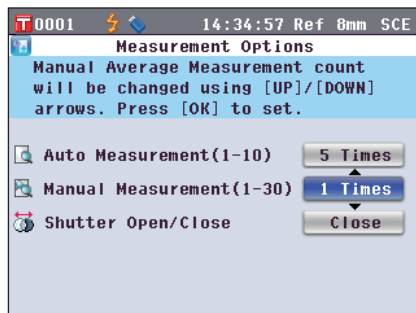 T 0001 14:34:57 Ref 8mm SCE
Measurement Options
Manual Average Measurement count
will be changed using [UP]/[DOWN]
arrows. Press [OK] to set.
Auto Measurement(1-10) 5 Times
Manual Measurement(1-30) 1 Times
Shutter Open/Close Close